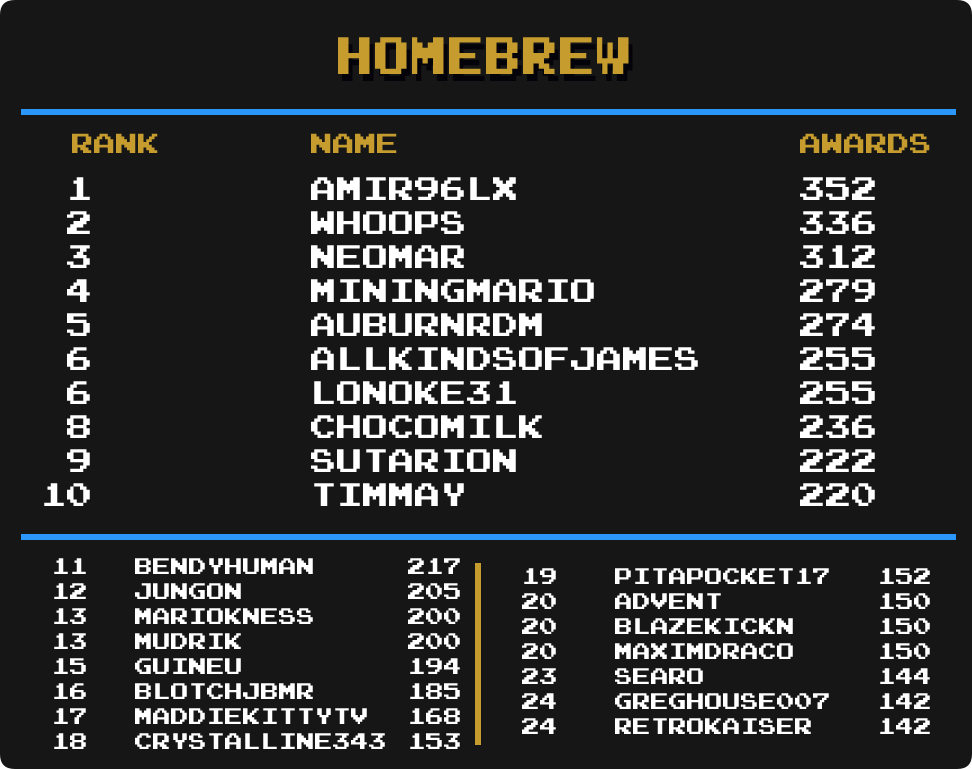 HOMEBREW
RANK NAME AWARDS
1 AMIR96LX 352
2 WHOOPS 336
3 NEOMAR 312
4 MININGMARIO 279
5 AUBURNRDM 274
6 ALLKINDSOFJAMES 255
6 LONOKE31 255
8 CHOCOMILK 236
9 SUTARION 222
10 TIMMAY 220
11 BENDYHUMAN 217
12 JUNGON 205
13 MARIOKNESS 200
13 MUDRIK 200
15 GUINEU 194
16 BLOTCHJBMR 185
17 MADDIEKITTYTV 168
18 CRYSTALLINE343 153
19 PITAPOCKET17 152
20 ADVENT 150
20 BLAZEKICKN 150
20 MAXIMDRACO 150
23 SEARO 144
24 GREGHOUSE007 142
24 RETROKAISER 142